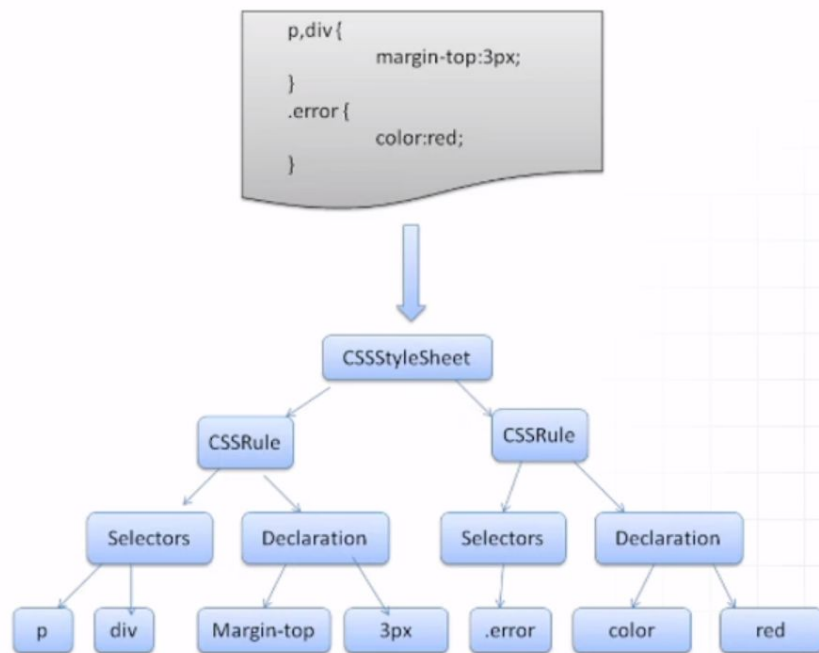 p,div {
margin-top:3px;
}
.error {
color:red;
}
CSSStyleSheet
CSSRule
CSSRule
Selectors
Declaration
Selectors
Declaration
p
div
Margin-top
3px
.error
color
red